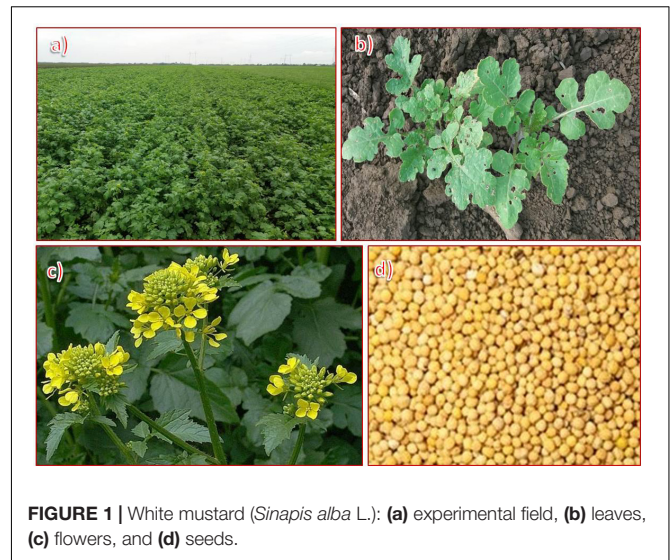 a) b)
c) d)
FIGURE 1 | White mustard (Sinapis alba L.): (a) experimental field, (b) leaves,
(c) flowers, and (d) seeds.